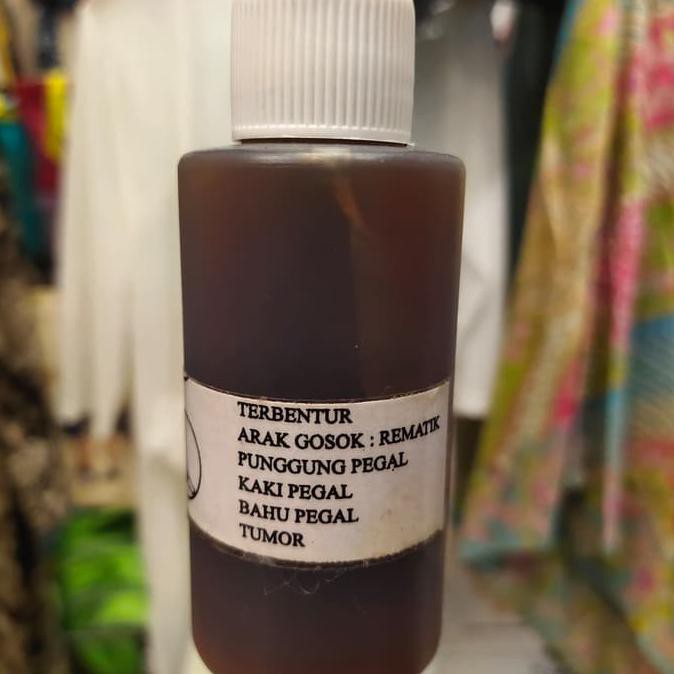 TERBENTUR
ARAK GOSOK : REMATIK
PUNGGUNG PEGAL
KAKI PEGAL
BAHU PEGAL
TUMOR